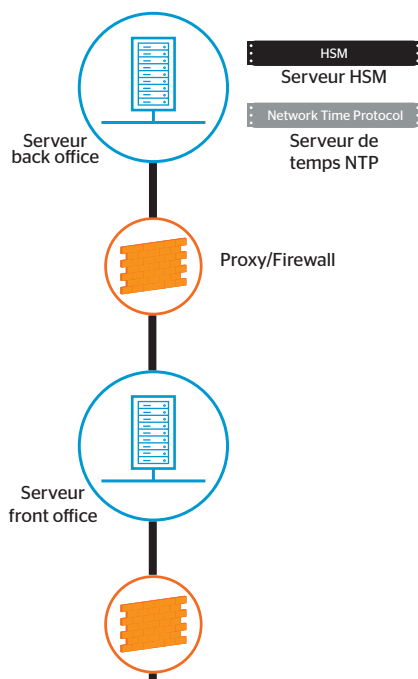 HSM
Serveur HSM
Network Time Protocol
Serveur de
temps NTP
Serveur
back office
Proxy/Firewall
Serveur
front office